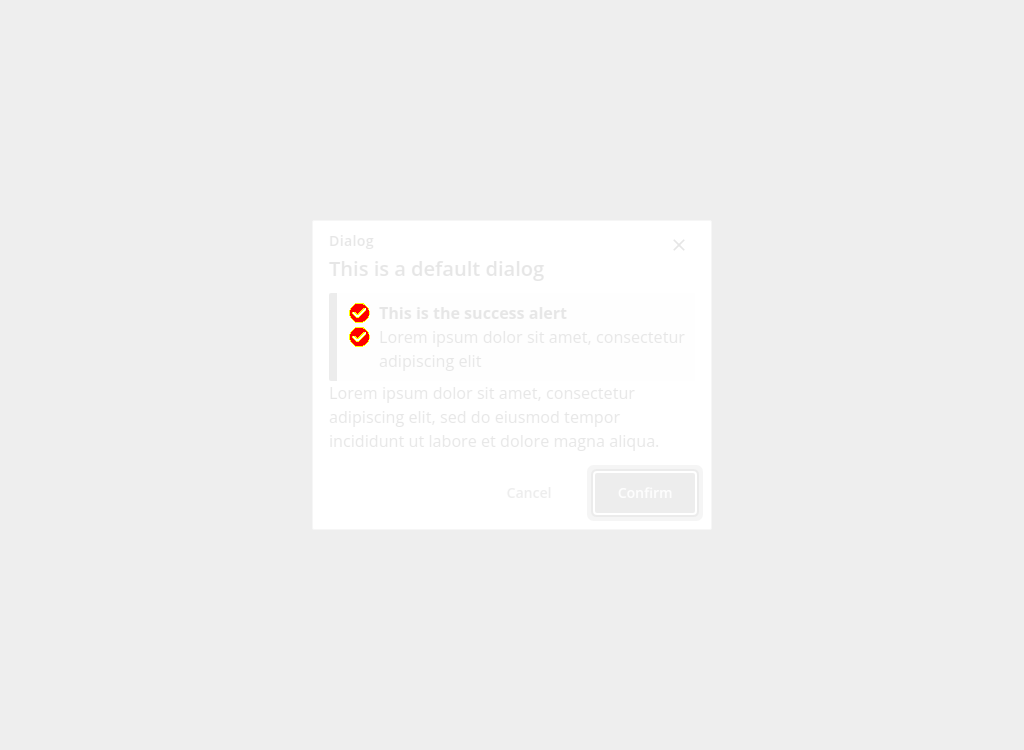 Dialog
This is a default dialog
This is the success alert
Lorem ipsum dolor sit amet, consectetur
adipiscing elit
Lorem ipsum dolor sit amet, consectetur
adipiscing elit, sed do eiusmod tempor
incididunt ut labore et dolore magna aliqua.
Cancel
Confirm